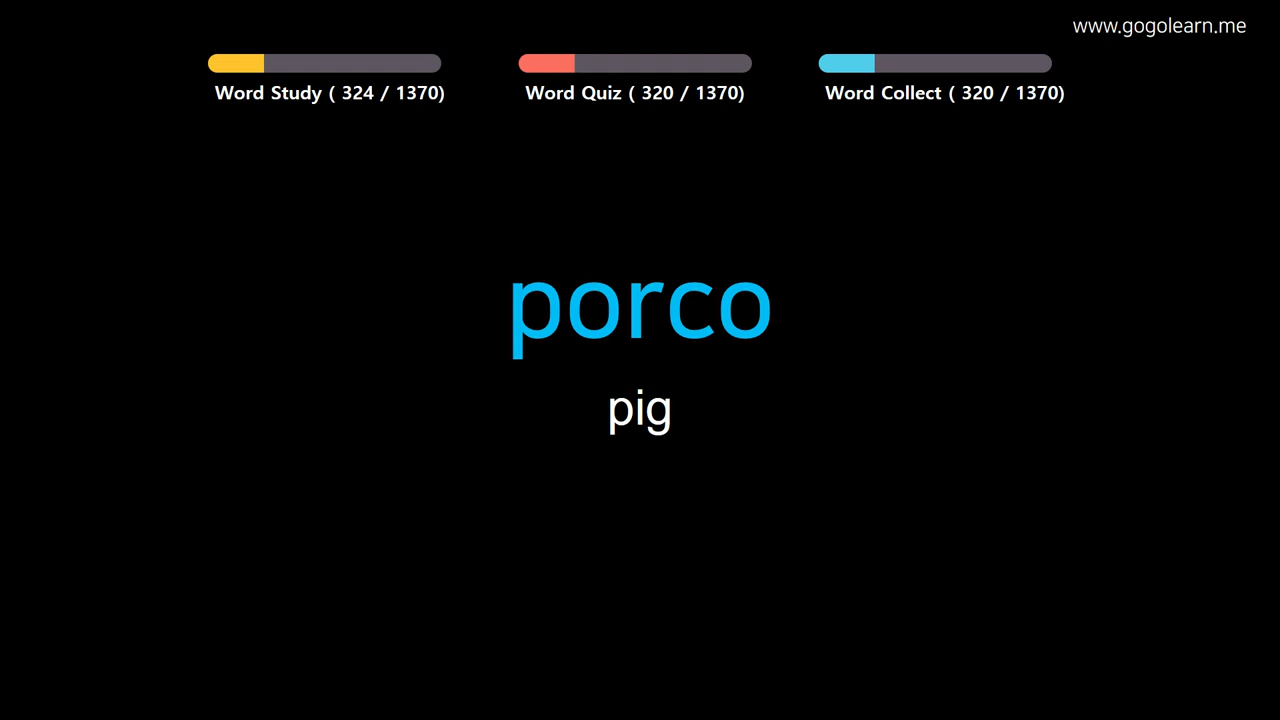 www.gogolearn.me
Word Study ( 324 / 1370)
Word Quiz ( 320 / 1370)
Word Collect ( 320 / 1370)
porco
pig